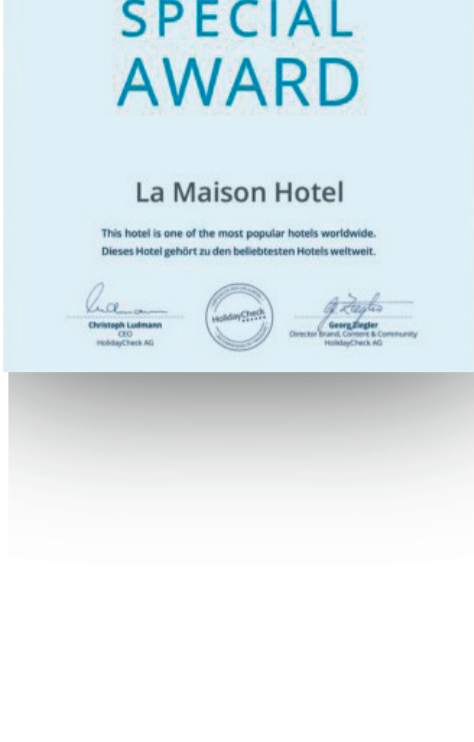 SPECIAL
AWARD
La Maison Hotel
This hotel is one of the most popular hotels worldwide.
Dieses Hotel gehört zu den beliebtesten Hotels weltweit.
HolidayCheck
Christoph Ludmann
CEO
HolidayCheck AG
Georg Ziegler
Director Brand, Content & Community
HolidayCheck AG